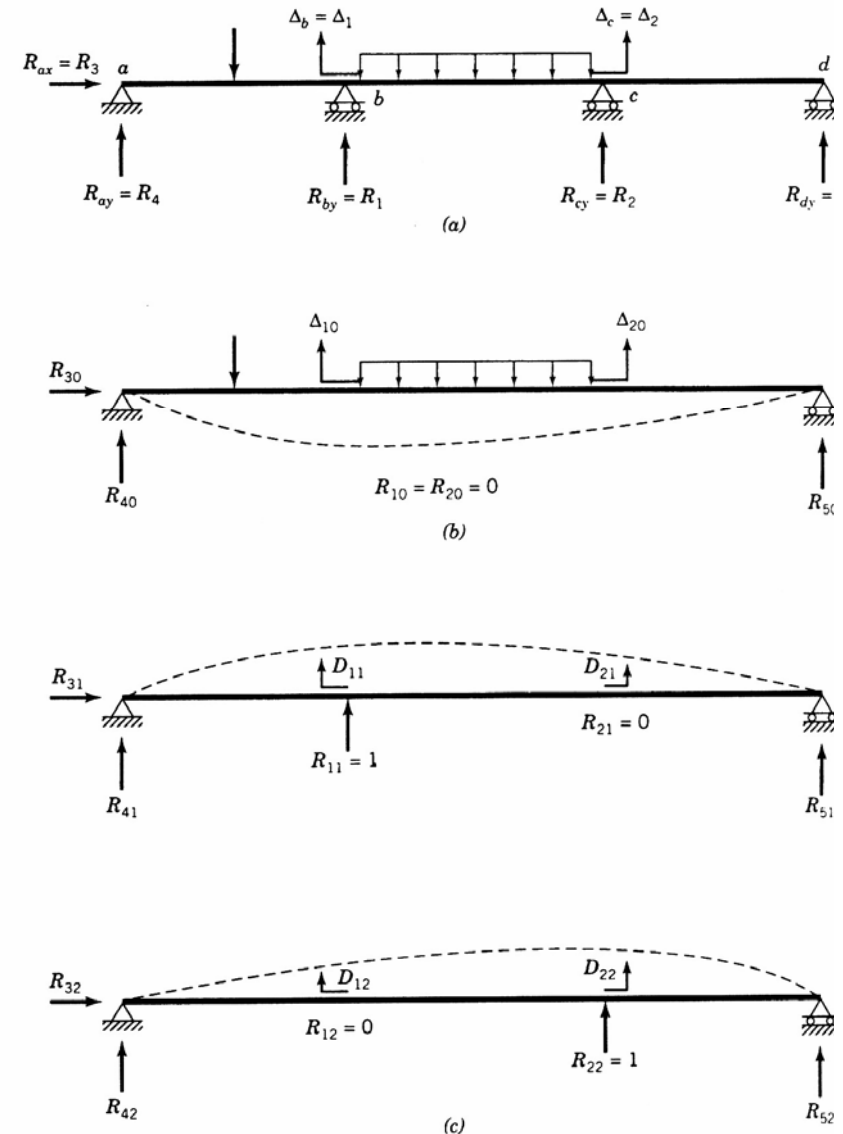 Δb = Δ1 Δc = Δ2
Rax = R3 a d
b c
Ray = R4 Rby = R1 Rcy = R2 Rdy =
(a)
Δ10 Δ20
R30
R40 R10 = R20 = 0 R50
(b)
R31 D11 D21
R21 = 0
R11 = 1
R41 R51
R32 D12 D22
R12 = 0
R22 = 1
R42 R52
(c)